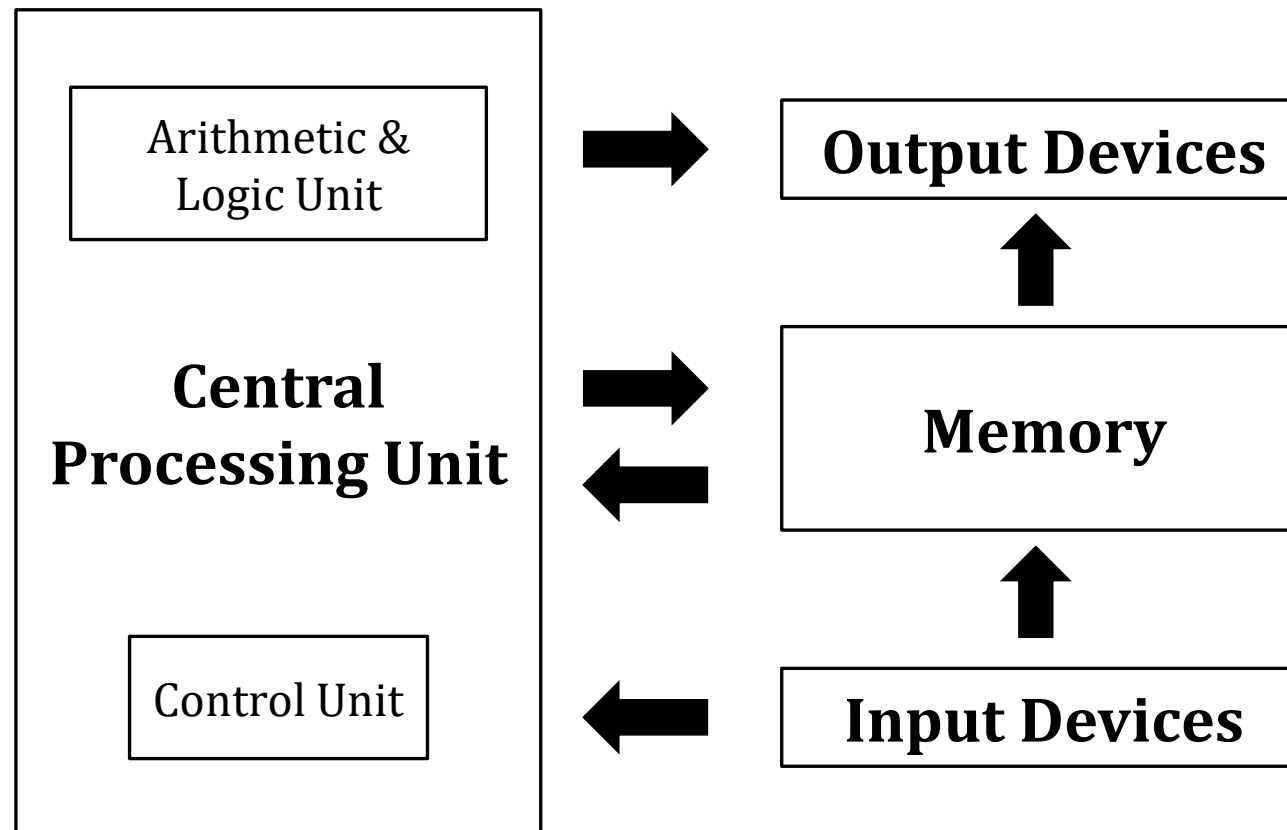 Arithmetic &
Logic Unit
Central
Processing Unit
Control Unit
Output Devices
Memory
Input Devices